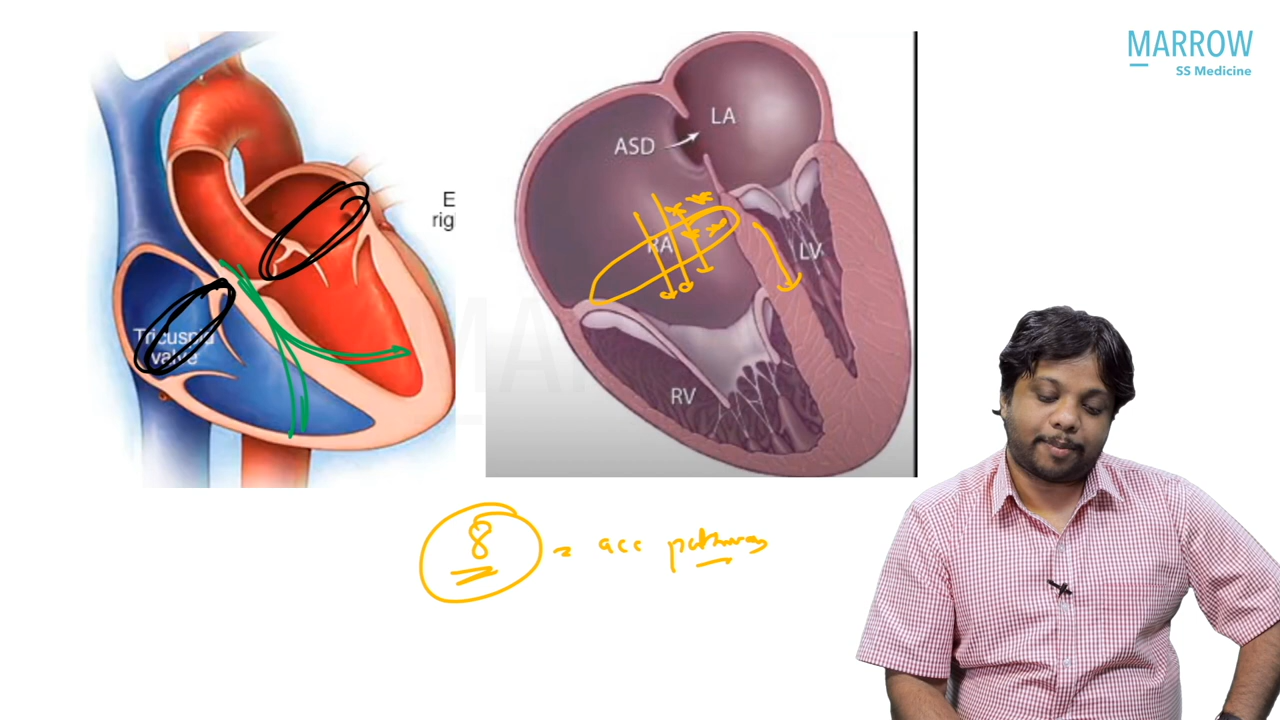 MARROW
SS Medicine
E
rig
Tricuspid
valve
ASD
LA
RA
LV
RV
8 = acc pathways